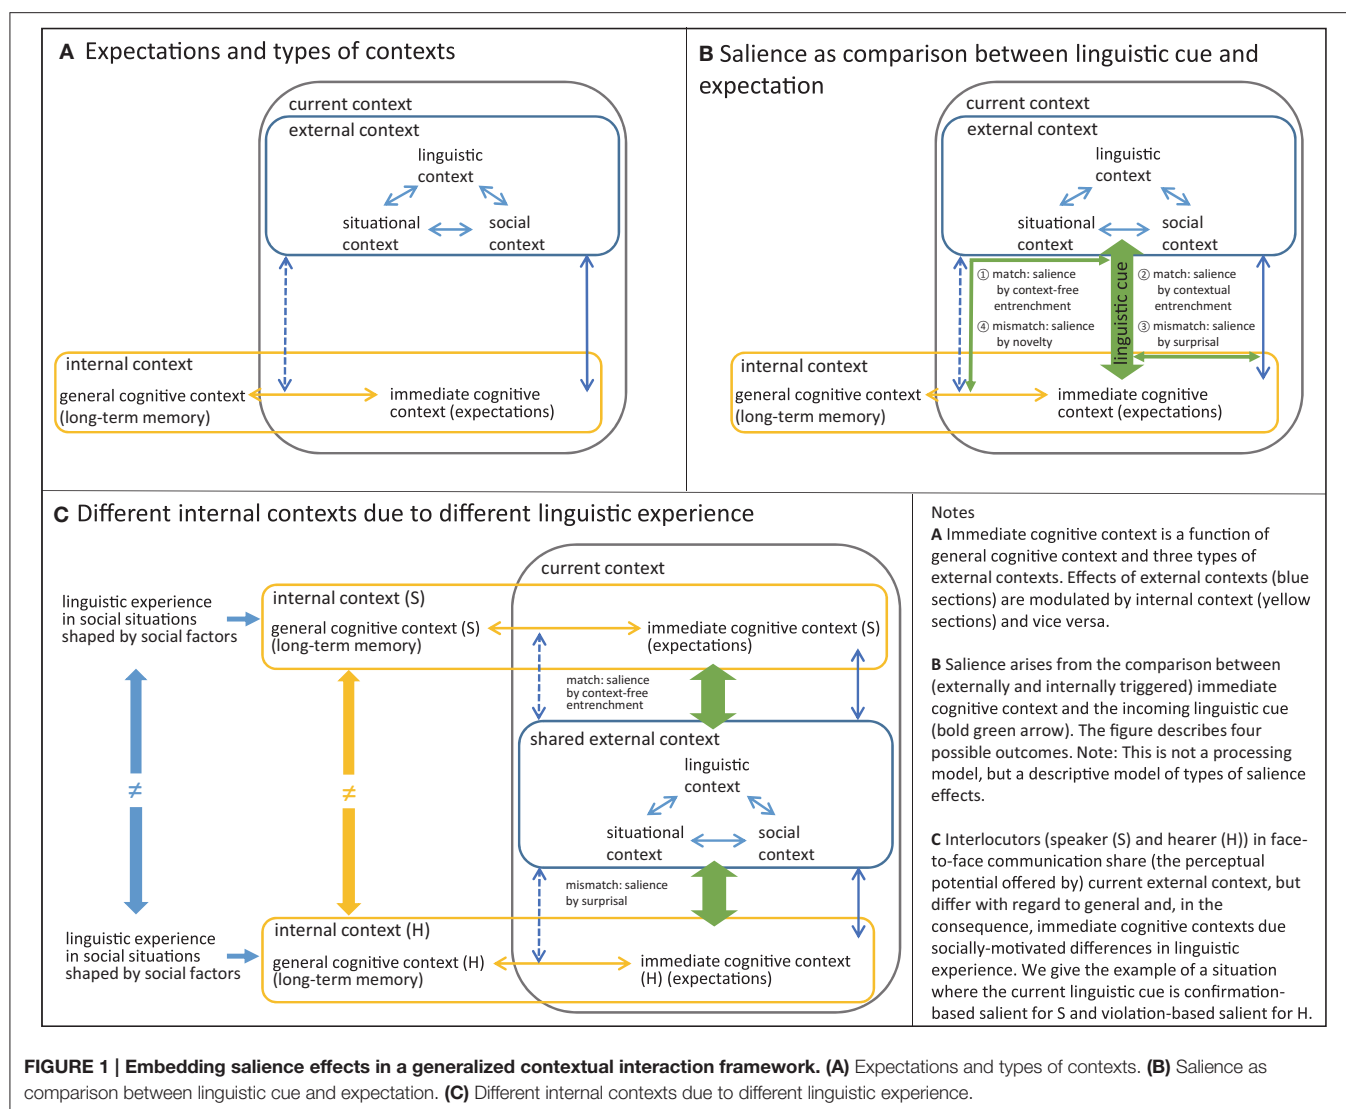 A Expectations and types of contexts
current context
external context
linguistic
context
situational
context
social
context
internal context
general cognitive context
(long-term memory)
immediate cognitive
context (expectations)
B Salience as comparison between linguistic cue and
expectation
current context
external context
linguistic
context
situational
context
social
context
① match: salience
by context-free
entrenchment
④ mismatch: salience
by novelty
linguistic cue
② match: salience
by contextual
entrenchment
③ mismatch: salience
by surprisal
internal context
general cognitive context
(long-term memory)
immediate cognitive
context (expectations)
C Different internal contexts due to different linguistic experience
current context
linguistic experience
in social situations
shaped by social factors
internal context (S)
general cognitive context (S)
(long-term memory)
immediate cognitive context (S)
(expectations)
match: salience
by context-free
entrenchment
shared external context
linguistic
context
situational
context
social
context
≠
≠
mismatch: salience
by surprisal
linguistic experience
in social situations
shaped by social factors
internal context (H)
general cognitive context (H)
(long-term memory)
immediate cognitive context
(H) (expectations)
Notes
A Immediate cognitive context is a function of
general cognitive context and three types of
external contexts. Effects of external contexts (blue
sections) are modulated by internal context (yellow
sections) and vice versa.
B Salience arises from the comparison between
(externally and internally triggered) immediate
cognitive context and the incoming linguistic cue
(bold green arrow). The figure describes four
possible outcomes. Note: This is not a processing
model, but a descriptive model of types of salience
effects.
C Interlocutors (speaker (S) and hearer (H)) in face-
to-face communication share (the perceptual
potential offered by) current external context, but
differ with regard to general and, in the
consequence, immediate cognitive contexts due
socially-motivated differences in linguistic
experience. We give the example of a situation
where the current linguistic cue is confirmation-
based salient for S and violation-based salient for H.
FIGURE 1 | Embedding salience effects in a generalized contextual interaction framework. (A) Expectations and types of contexts. (B) Salience as
comparison between linguistic cue and expectation. (C) Different internal contexts due to different linguistic experience.